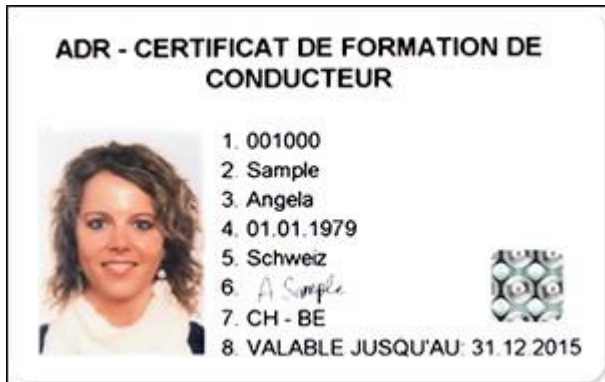 ADR - CERTIFICAT DE FORMATION DE
CONDUCTEUR
1. 001000
2. Sample
3. Angela
4. 01.01.1979
5. Schweiz
6. A Sample
7. CH - BE
8. VALABLE JUSQU'AU: 31.12.2015